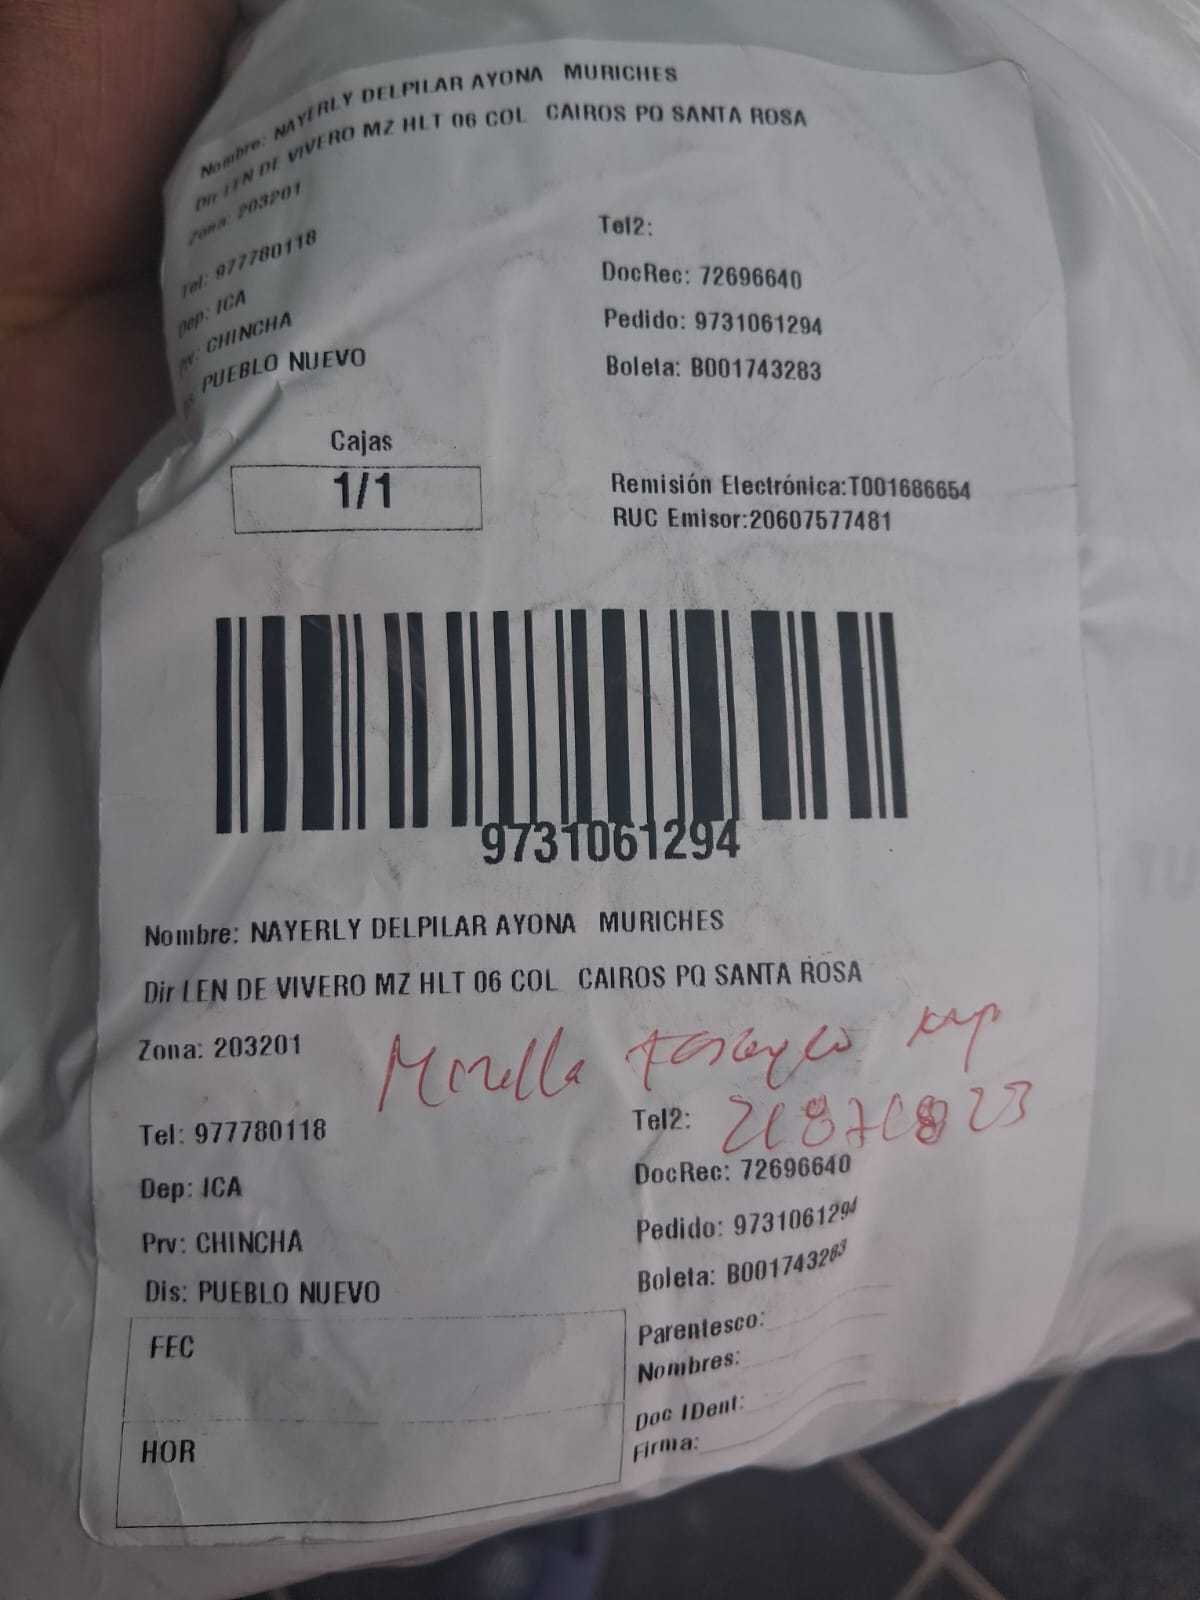 Nombre: NAYERLY DELPILAR AYONA MURICHES
Dir LEN DE VIVERO MZ HLT 06 COL CAIROS PQ SANTA ROSA
Zona: 203201
Tel: 977780118
Tel2:
Dep: ICA
DocRec: 72696640
Prv: CHINCHA
Pedido: 9731061294
PUEBLO NUEVO
Boleta: B001743283
Cajas
1/1
Remisión Electrónica:T001686654
RUC Emisor:20607577481
9731061294
Nombre: NAYERLY DELPILAR AYONA MURICHES
Dir LEN DE VIVERO MZ HLT 06 COL CAIROS PQ SANTA ROSA
Zona: 203201
Tel: 977780118
Tel2:
Dep: ICA
DocRec: 72696640
Prv: CHINCHA
Pedido: 9731061294
Dis: PUEBLO NUEVO
Boleta: B001743283
FEC
Parentesco:
Nombres:
HOR
Doc IDent:
Firma: